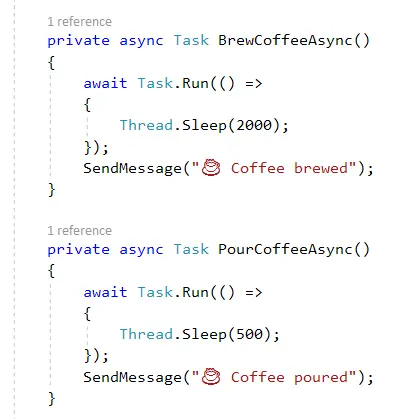 1 reference
private async Task BrewCoffeeAsync()
{
await Task.Run(() =>
{
Thread.Sleep(2000);
});
SendMessage("☕ Coffee brewed");
}
1 reference
private async Task PourCoffeeAsync()
{
await Task.Run(() =>
{
Thread.Sleep(500);
});
SendMessage("☕ Coffee poured");
}